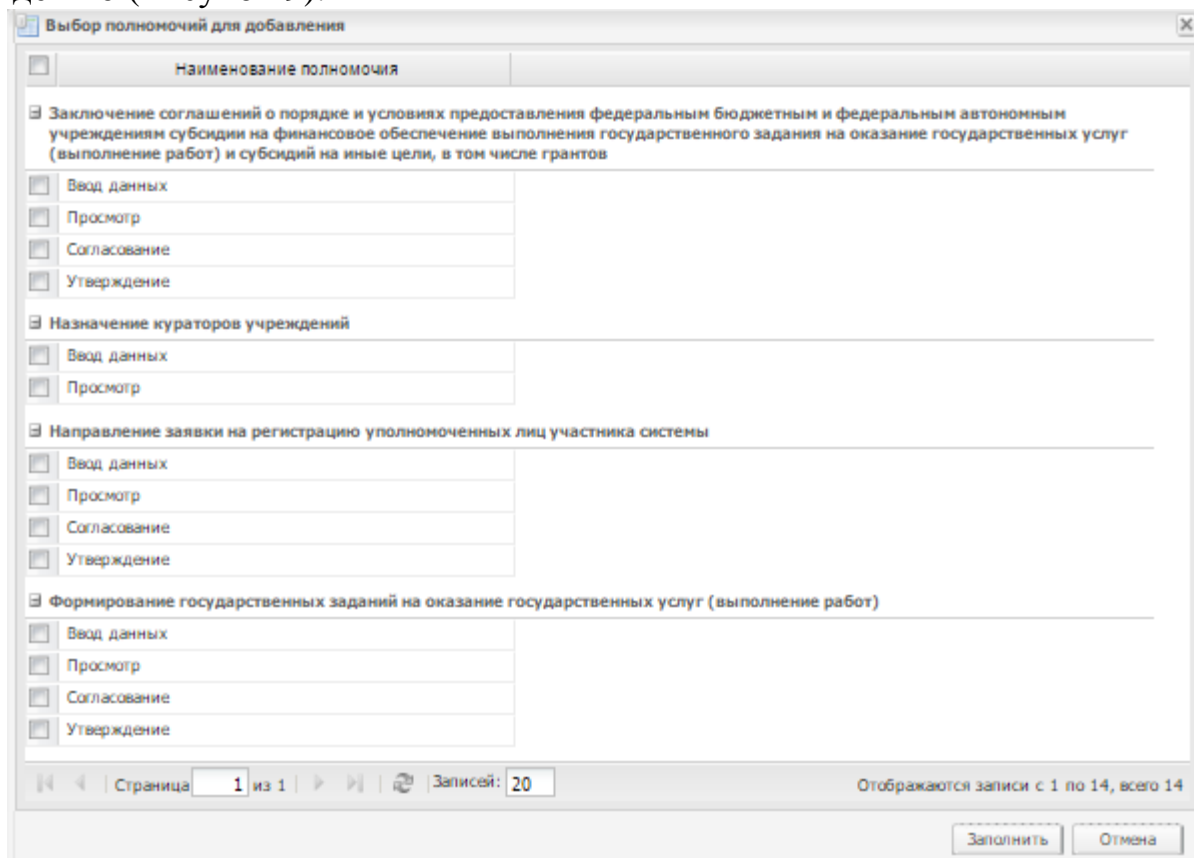 Выбор полномочий для добавления
Наименование полномочия
Заключение соглашений о порядке и условиях предоставления федеральным бюджетным и федеральным автономным
учреждениям субсидии на финансовое обеспечение выполнения государственного задания на оказание государственных услуг
(выполнение работ) и субсидий на иные цели, в том числе грантов
Ввод данных
Просмотр
Согласование
Утверждение
Назначение кураторов учреждений
Ввод данных
Просмотр
Направление заявки на регистрацию уполномоченных лиц участника системы
Ввод данных
Просмотр
Согласование
Утверждение
Формирование государственных заданий на оказание государственных услуг (выполнение работ)
Ввод данных
Просмотр
Согласование
Утверждение
Страница 1 из 1 Записей: 20 Отображаются записи с 1 по 14, всего 14
Заполнить Отмена